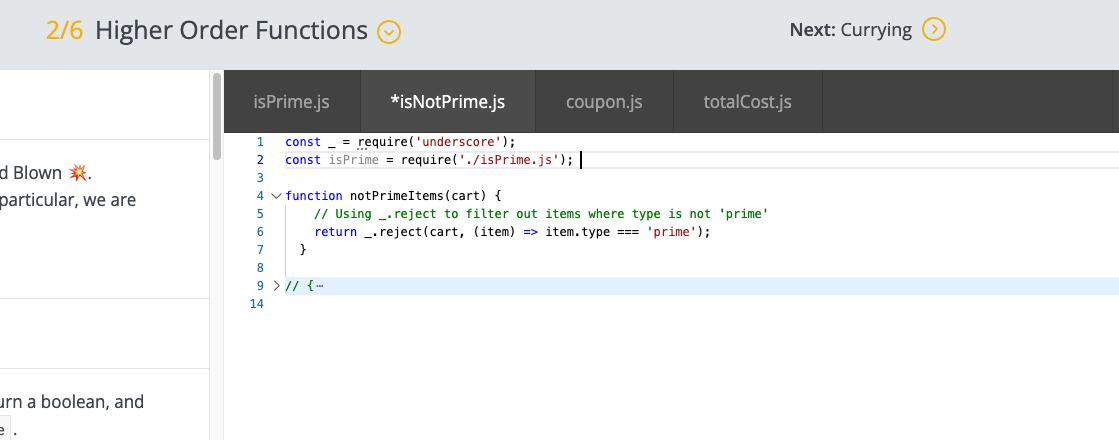 2/6 Higher Order Functions
Next: Currying
d Blown 💥.
particular, we are
urn a boolean, and
e .
isPrime.js
*isNotPrime.js
coupon.js
totalCost.js
1 const _ = require('underscore');
2 const isPrime = require('./isPrime.js');
3
4 function notPrimeItems(cart) {
5 // Using _.reject to filter out items where type is not 'prime'
6 return _.reject(cart, (item) => item.type === 'prime');
7 }
8
9 // {⋯
14